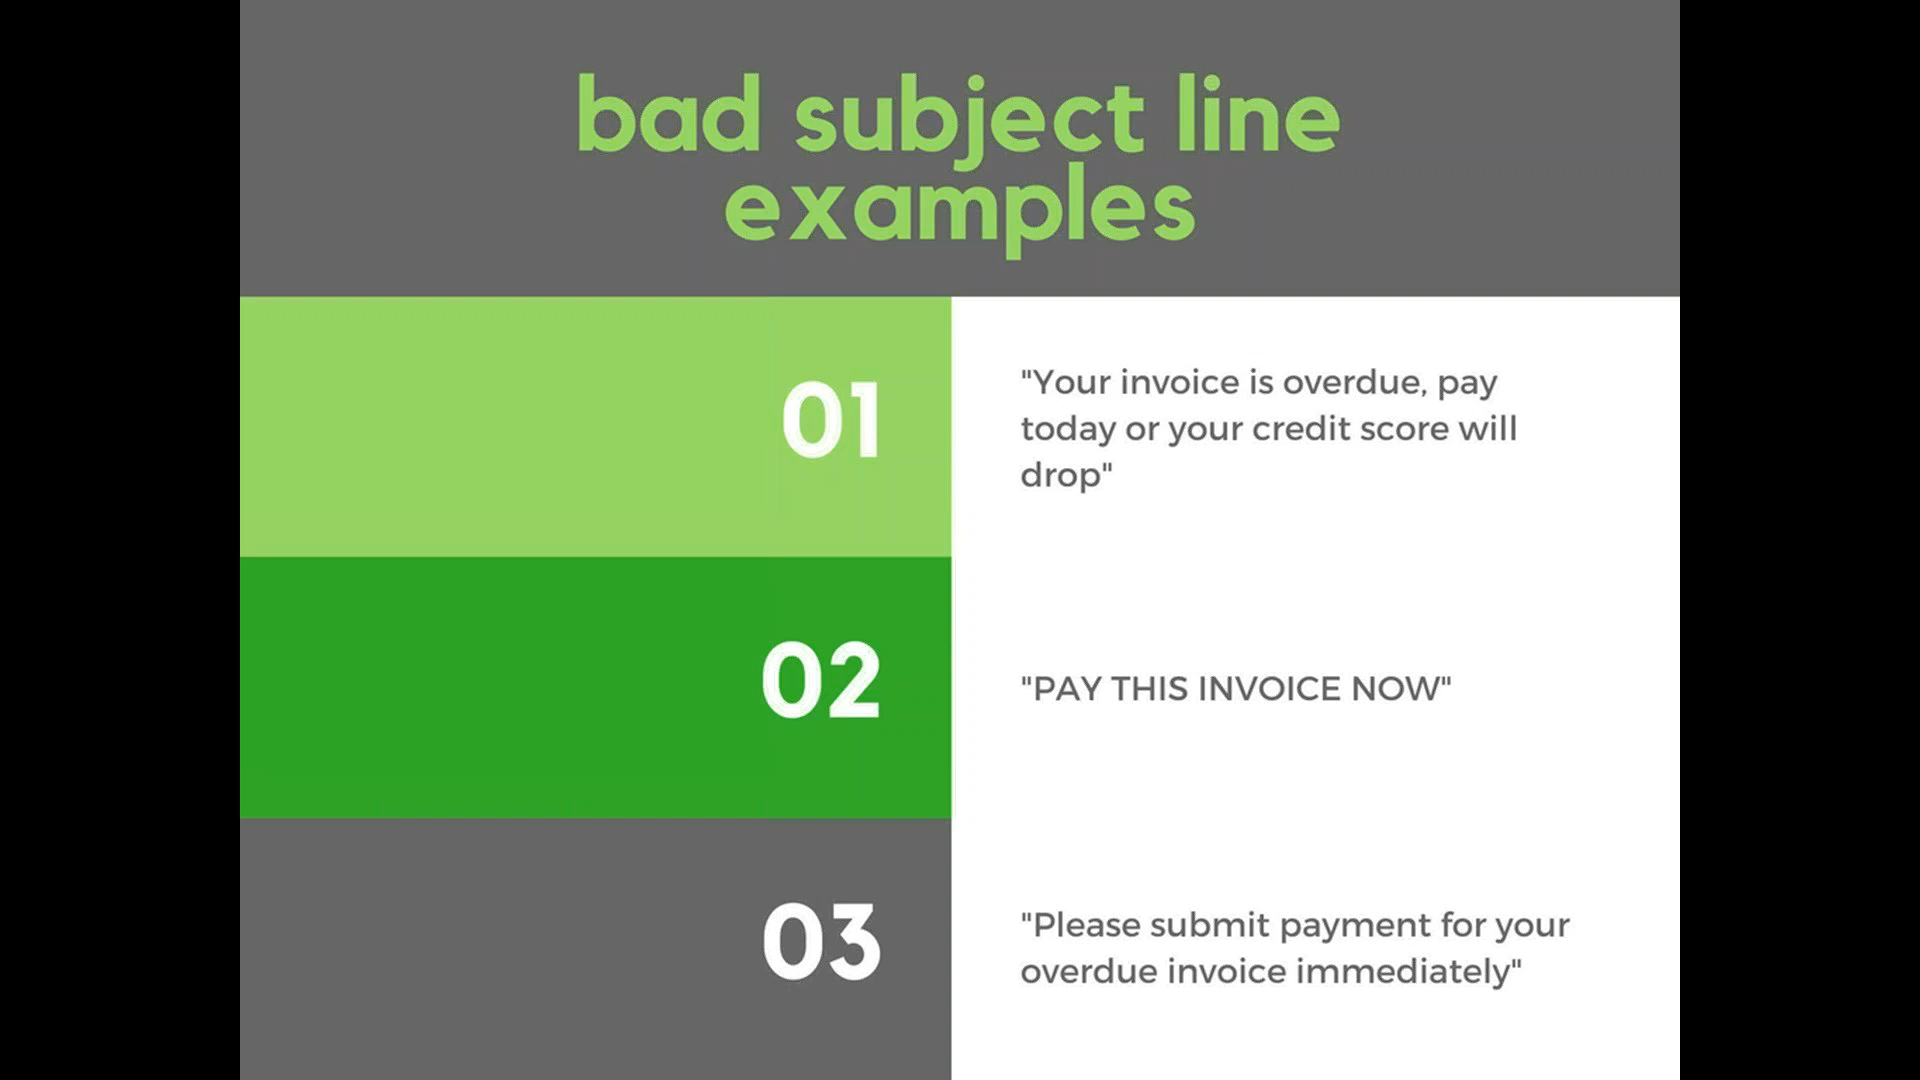 bad subject line
examples
01
"Your invoice is overdue, pay
today or your credit score will
drop"
02
"PAY THIS INVOICE NOW"
03
"Please submit payment for your
overdue invoice immediately"